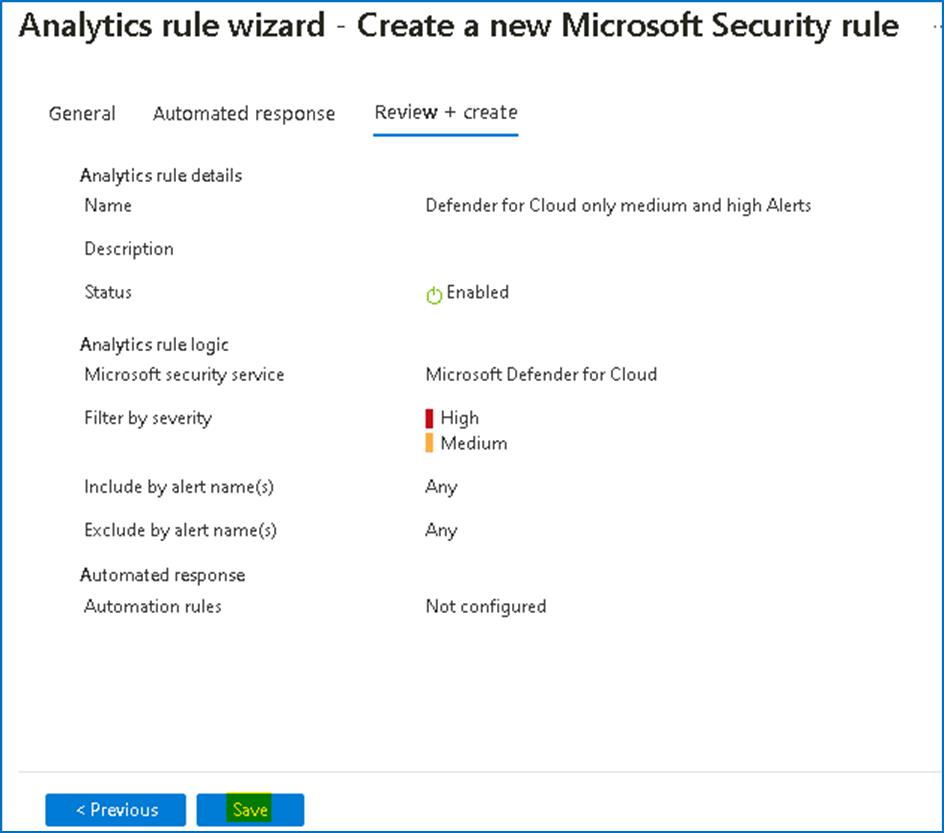 Analytics rule wizard - Create a new Microsoft Security rule ...
General Automated response Review + create
Analytics rule details
Name Defender for Cloud only medium and high Alerts
Description
Status Enabled
Analytics rule logic
Microsoft security service Microsoft Defender for Cloud
Filter by severity High
Medium
Include by alert name(s) Any
Exclude by alert name(s) Any
Automated response
Automation rules Not configured
< Previous Save